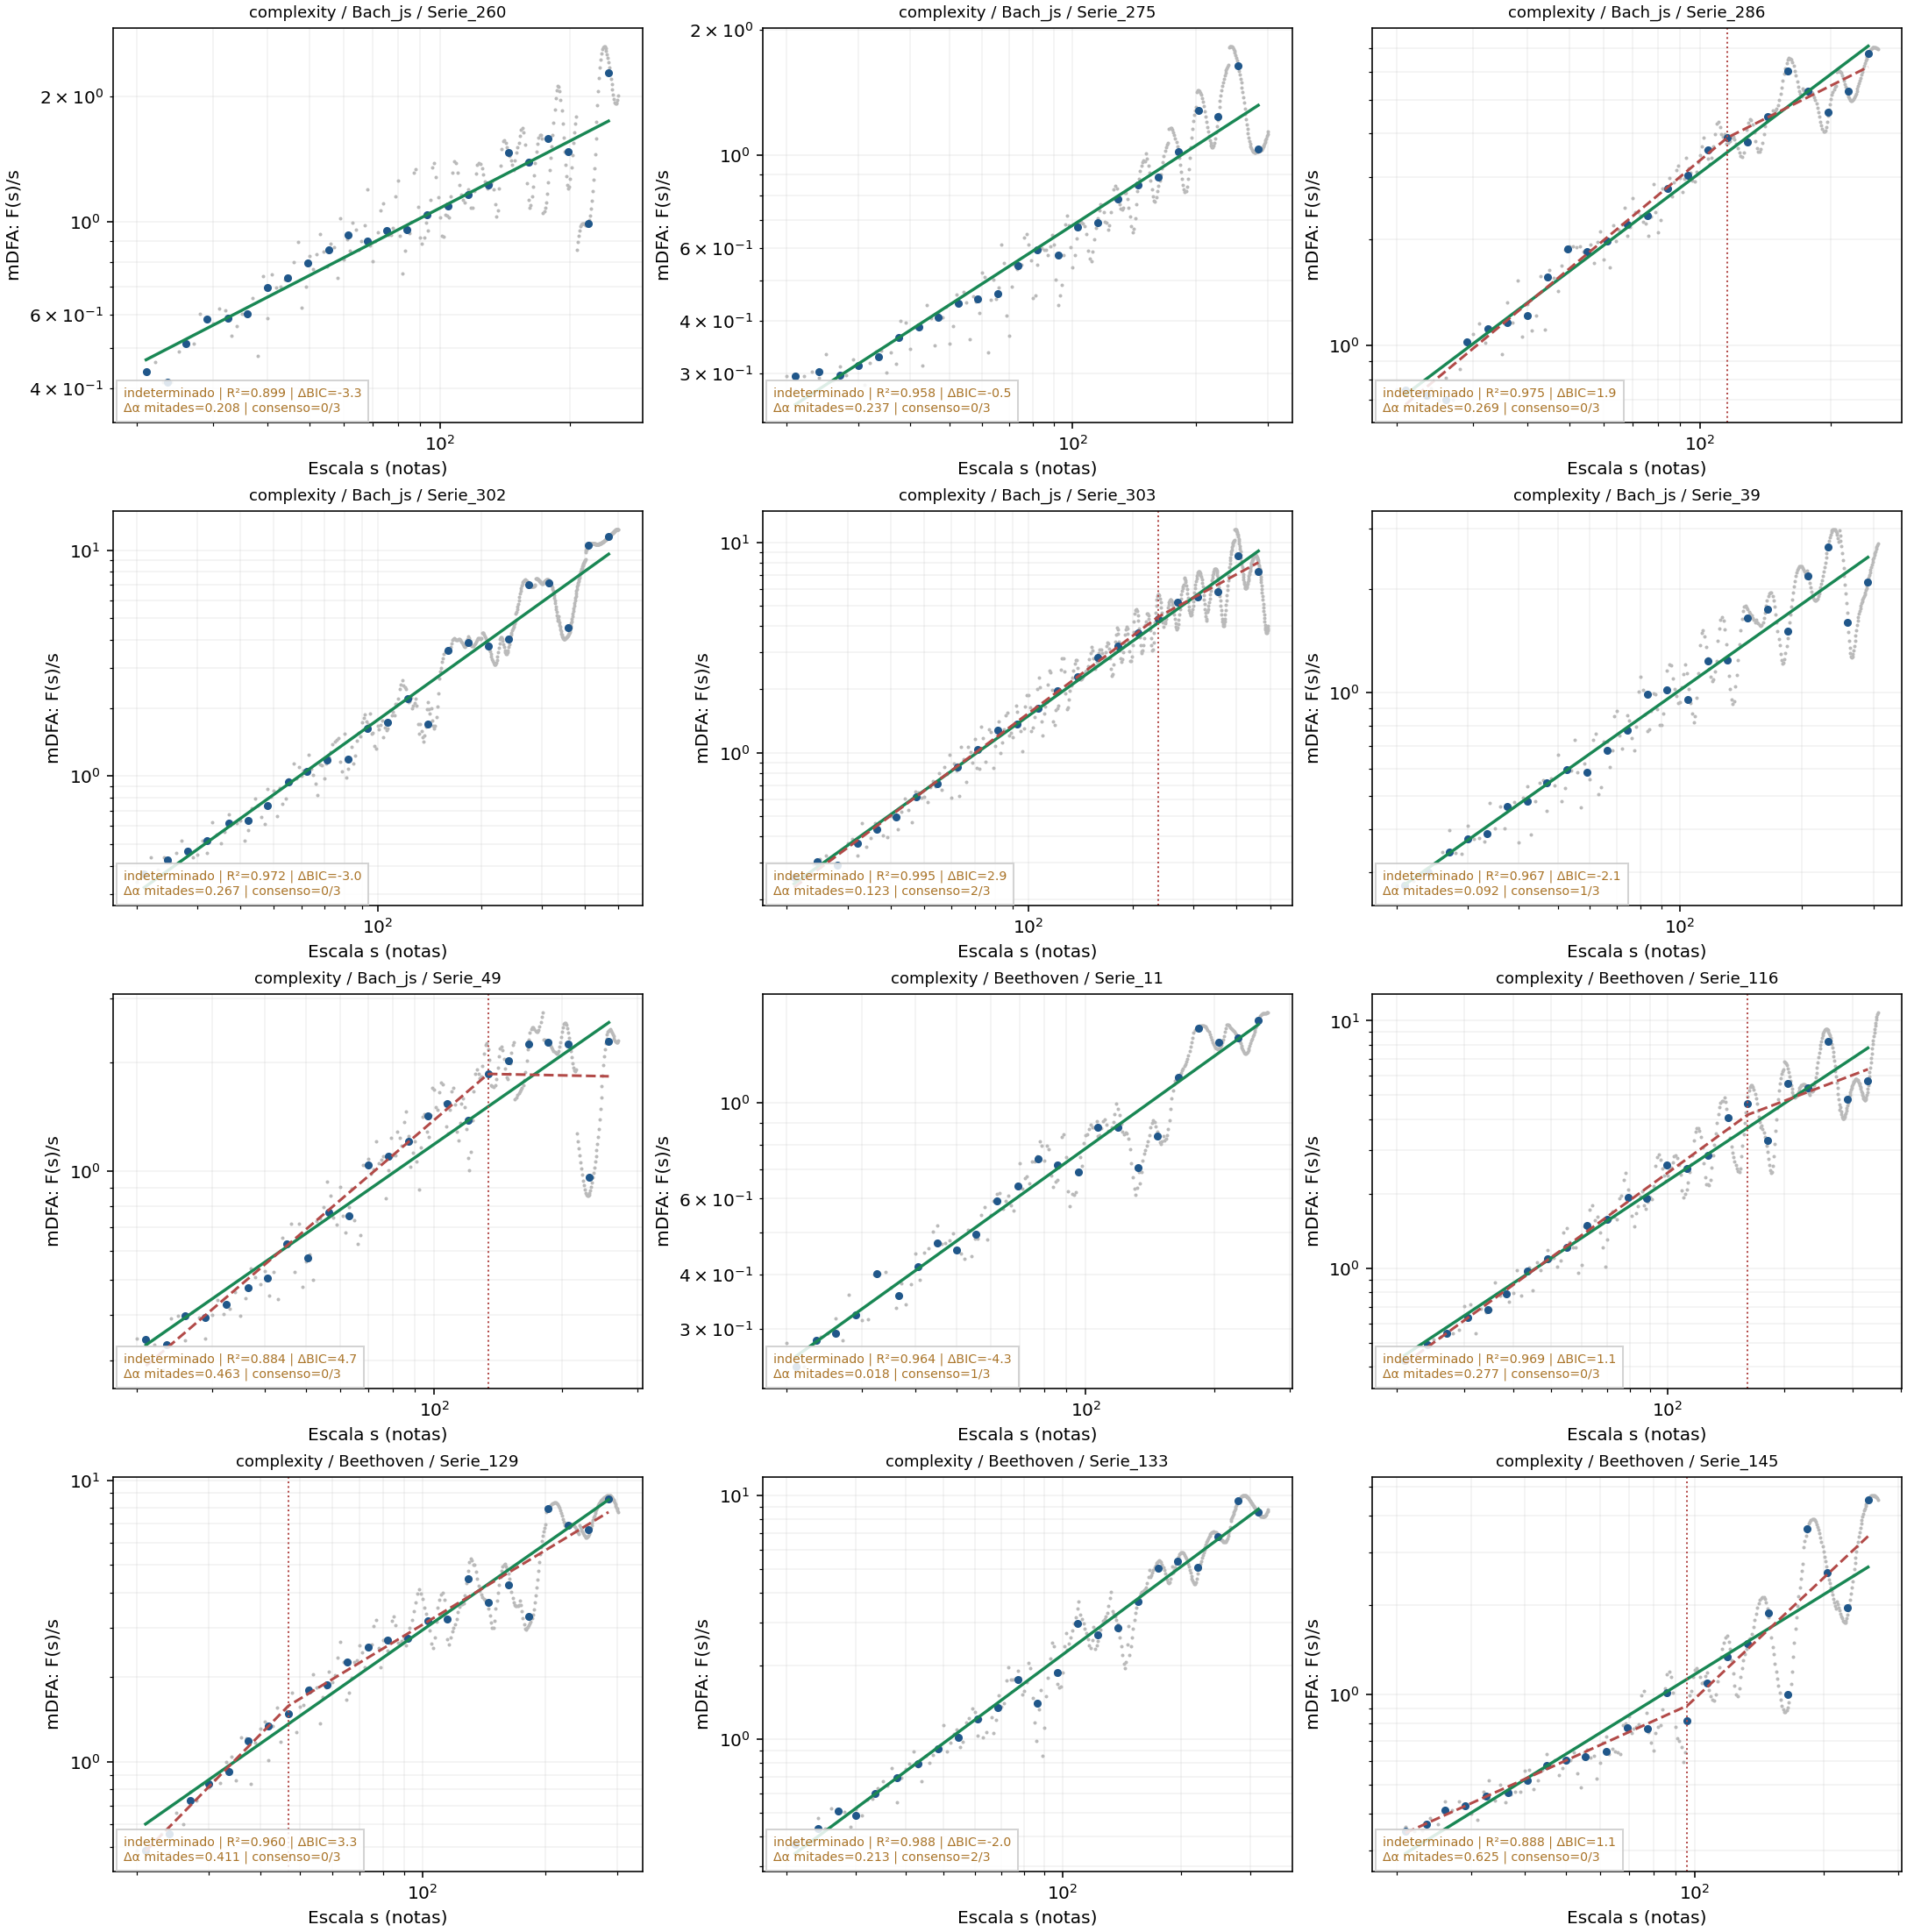 complexity / Bach_js / Serie_260
mDFA: F(s)/s
2 × 10⁰
10⁰
6 × 10⁻¹
4 × 10⁻¹
indeterminado | R²=0.899 | ΔBIC=-3.3
Δα mitades=0.208 | consenso=0/3
10²
Escala s (notas)
complexity / Bach_js / Serie_275
mDFA: F(s)/s
2 × 10⁰
10⁰
6 × 10⁻¹
4 × 10⁻¹
3 × 10⁻¹
indeterminado | R²=0.958 | ΔBIC=-0.5
Δα mitades=0.237 | consenso=0/3
10²
Escala s (notas)
complexity / Bach_js / Serie_286
mDFA: F(s)/s
10⁰
indeterminado | R²=0.975 | ΔBIC=1.9
Δα mitades=0.269 | consenso=0/3
10²
Escala s (notas)
complexity / Bach_js / Serie_302
mDFA: F(s)/s
10¹
10⁰
indeterminado | R²=0.972 | ΔBIC=-3.0
Δα mitades=0.267 | consenso=0/3
10²
Escala s (notas)
complexity / Bach_js / Serie_303
mDFA: F(s)/s
10¹
10⁰
indeterminado | R²=0.995 | ΔBIC=2.9
Δα mitades=0.123 | consenso=2/3
10²
Escala s (notas)
complexity / Bach_js / Serie_39
mDFA: F(s)/s
10⁰
indeterminado | R²=0.967 | ΔBIC=-2.1
Δα mitades=0.092 | consenso=1/3
10²
Escala s (notas)
complexity / Bach_js / Serie_49
mDFA: F(s)/s
10⁰
indeterminado | R²=0.884 | ΔBIC=4.7
Δα mitades=0.463 | consenso=0/3
10²
Escala s (notas)
complexity / Beethoven / Serie_11
mDFA: F(s)/s
10⁰
6 × 10⁻¹
4 × 10⁻¹
3 × 10⁻¹
indeterminado | R²=0.964 | ΔBIC=-4.3
Δα mitades=0.018 | consenso=1/3
10²
Escala s (notas)
complexity / Beethoven / Serie_116
mDFA: F(s)/s
10¹
10⁰
indeterminado | R²=0.969 | ΔBIC=1.1
Δα mitades=0.277 | consenso=0/3
10²
Escala s (notas)
complexity / Beethoven / Serie_129
mDFA: F(s)/s
10¹
10⁰
indeterminado | R²=0.960 | ΔBIC=3.3
Δα mitades=0.411 | consenso=0/3
10²
Escala s (notas)
complexity / Beethoven / Serie_133
mDFA: F(s)/s
10¹
10⁰
indeterminado | R²=0.988 | ΔBIC=-2.0
Δα mitades=0.213 | consenso=2/3
10²
Escala s (notas)
complexity / Beethoven / Serie_145
mDFA: F(s)/s
10⁰
indeterminado | R²=0.888 | ΔBIC=1.1
Δα mitades=0.625 | consenso=0/3
10²
Escala s (notas)